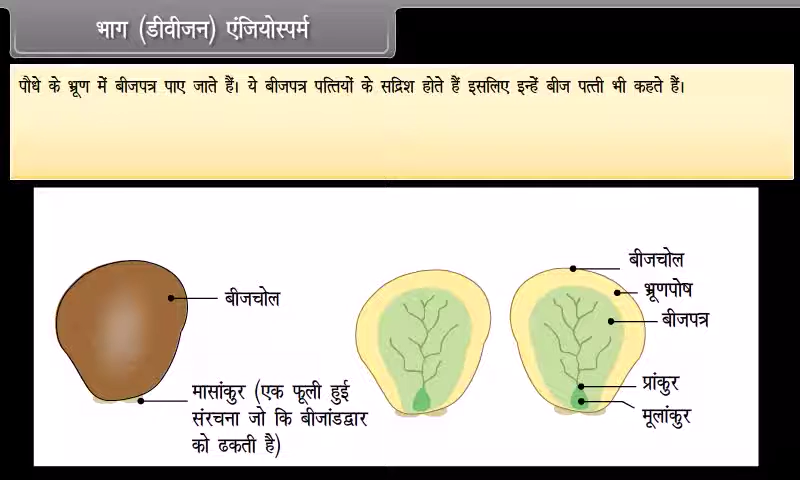 भाग (डीवीजन) एंजियोस्पर्म
पौधे के भ्रूण में बीजपत्र पाए जाते हैं। ये बीजपत्र पत्तियों के सद्रिश होते हैं इसलिए इन्हें बीज पत्ती भी कहते हैं।
बीजचोल
मासांकुर (एक फूली हुई
संरचना जो कि बीजांडद्वार
को ढकती है)
बीजचोल
भ्रूणपोष
बीजपत्र
प्रांकुर
मूलांकुर